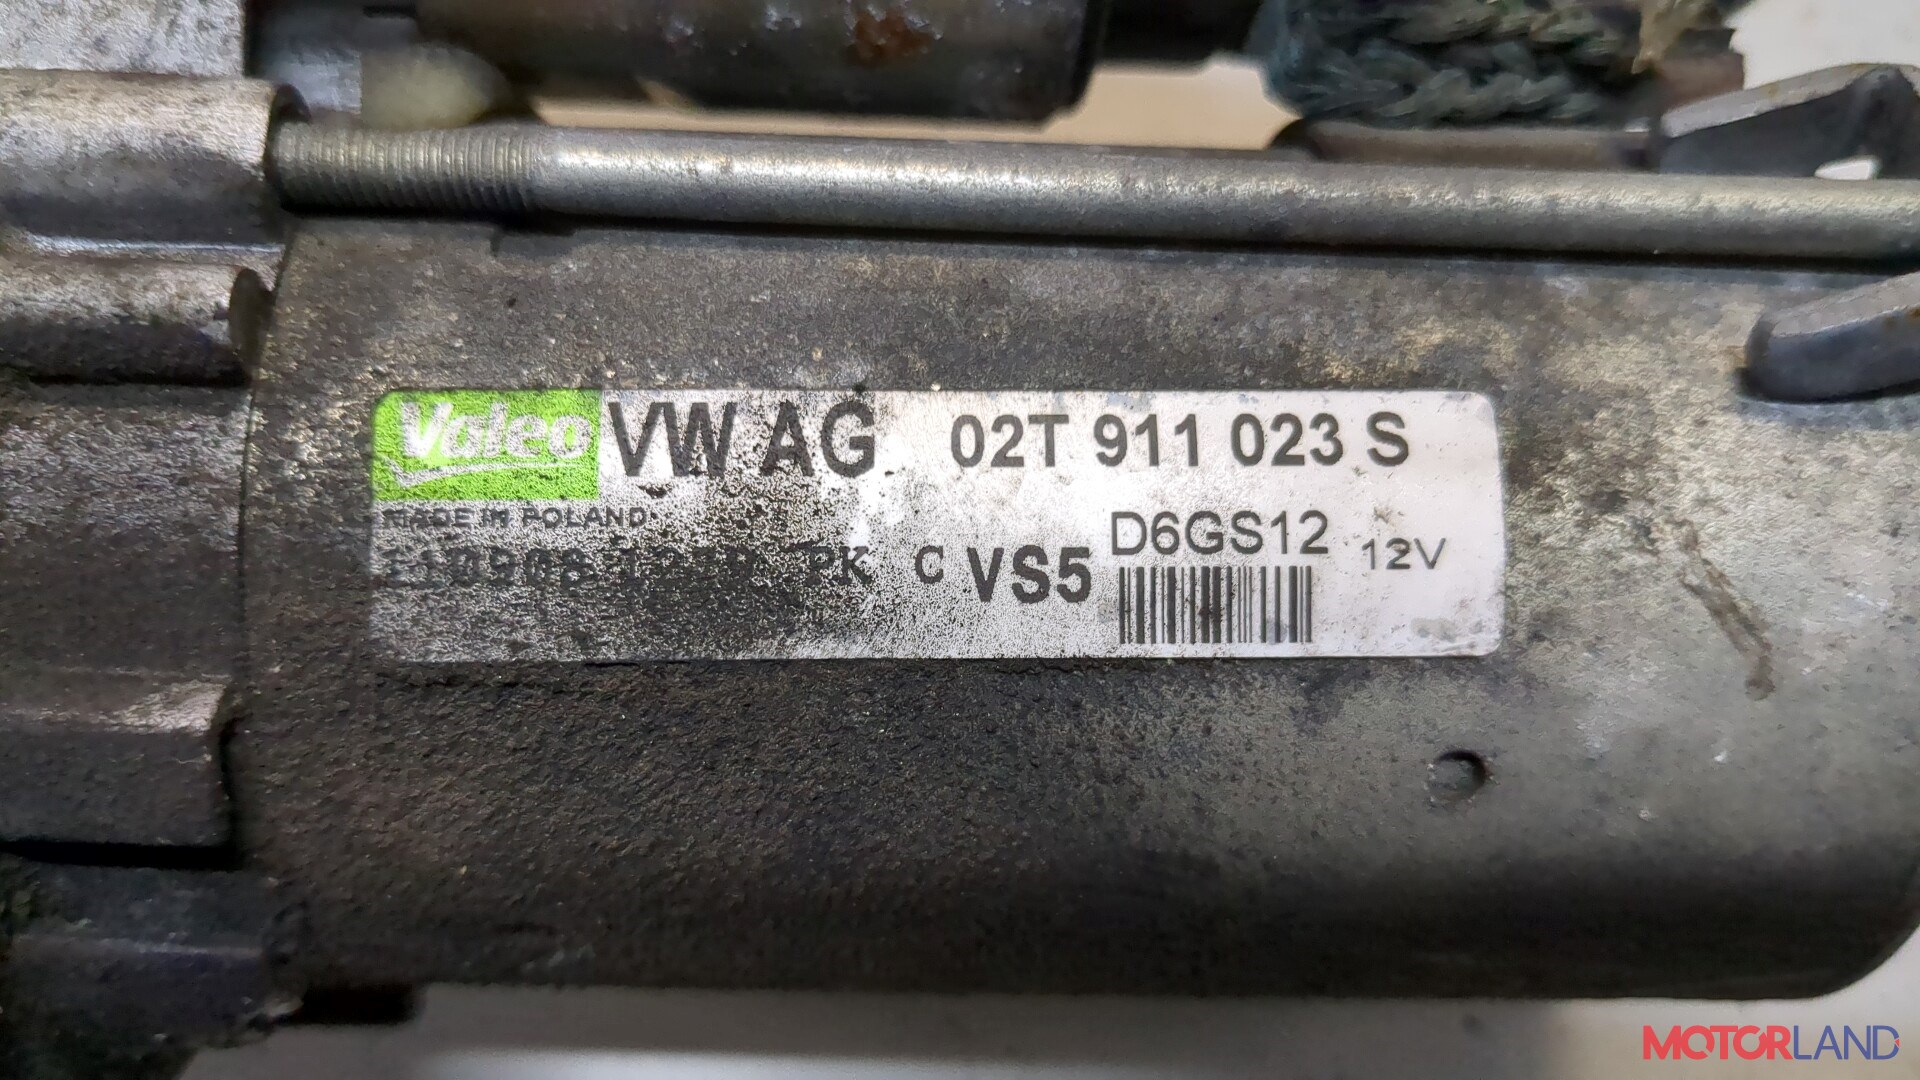 Valeo VW AG 02T 911 023 S
MADE IN POLAND
PK C VS5 D6GS12 12V
MOTORLAND